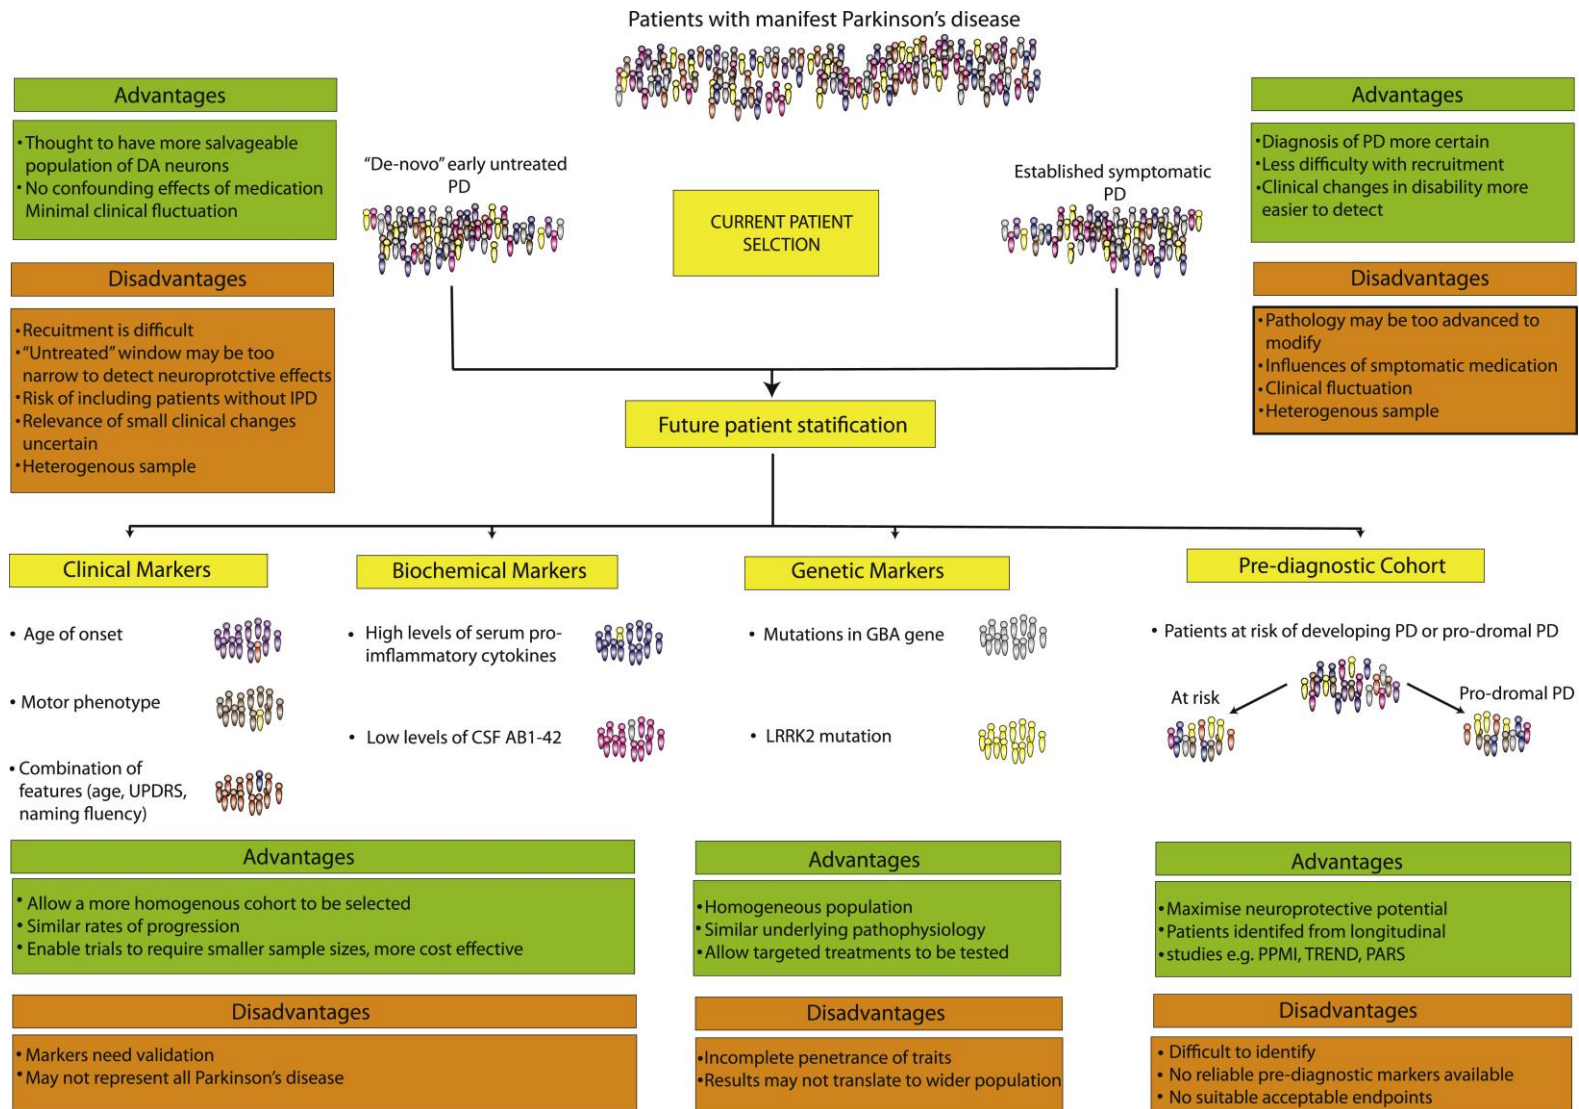 Patients with manifest Parkinson's disease
Advantages
•Thought to have more salvageable
population of DA neurons
•No confounding effects of medication
Minimal clinical fluctuation
Disadvantages
•Recuitment is difficult
•"Untreated" window may be too
narrow to detect neuroprotctive effects
•Risk of including patients without IPD
•Relevance of small clinical changes
uncertain
•Heterogenous sample
"De-novo" early untreated
PD
CURRENT PATIENT
SELCTION
Established symptomatic
PD
Advantages
•Diagnosis of PD more certain
•Less difficulty with recruitment
•Clinical changes in disability more
easier to detect
Disadvantages
•Pathology may be too advanced to
modify
•Influences of smptomatic medication
•Clinical fluctuation
•Heterogenous sample
Future patient statification
Clinical Markers
• Age of onset
• Motor phenotype
• Combination of
features (age, UPDRS,
naming fluency)
Biochemical Markers
• High levels of serum pro-
imflammatory cytokines
• Low levels of CSF AB1-42
Advantages
• Allow a more homogenous cohort to be selected
• Similar rates of progression
• Enable trials to require smaller sample sizes, more cost effective
Disadvantages
• Markers need validation
• May not represent all Parkinson's disease
Genetic Markers
• Mutations in GBA gene
• LRRK2 mutation
Advantages
•Homogeneous population
•Similar underlying pathophysiology
•Allow targeted treatments to be tested
Disadvantages
•Incomplete penetrance of traits
•Results may not translate to wider population
Pre-diagnostic Cohort
• Patients at risk of developing PD or pro-dromal PD
At risk
Pro-dromal PD
Advantages
•Maximise neuroprotective potential
•Patients identifed from longitudinal
•studies e.g. PPMI, TREND, PARS
Disadvantages
• Difficult to identify
• No reliable pre-diagnostic markers available
• No suitable acceptable endpoints